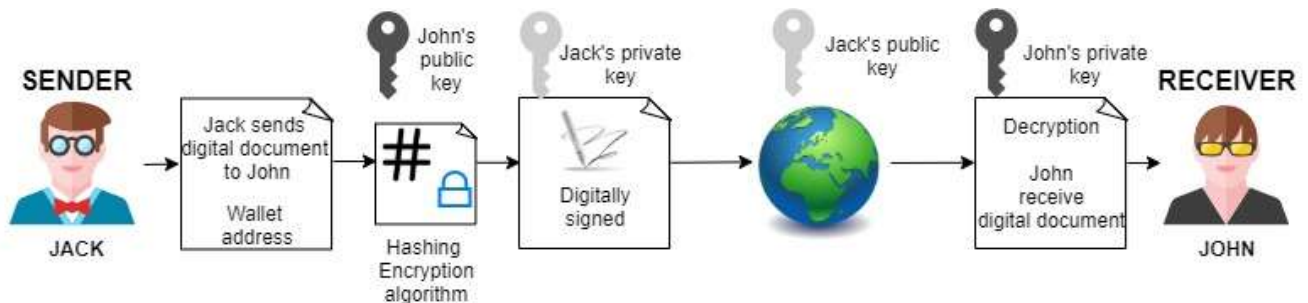 SENDER
JACK
Jack sends
digital document
to John
Wallet
address
John's
public
key
#
Hashing
Encryption
algorithm
Jack's private
key
Digitally
signed
Jack's public
key
John's
private key
Decryption
John
receive
digital document
RECEIVER
JOHN